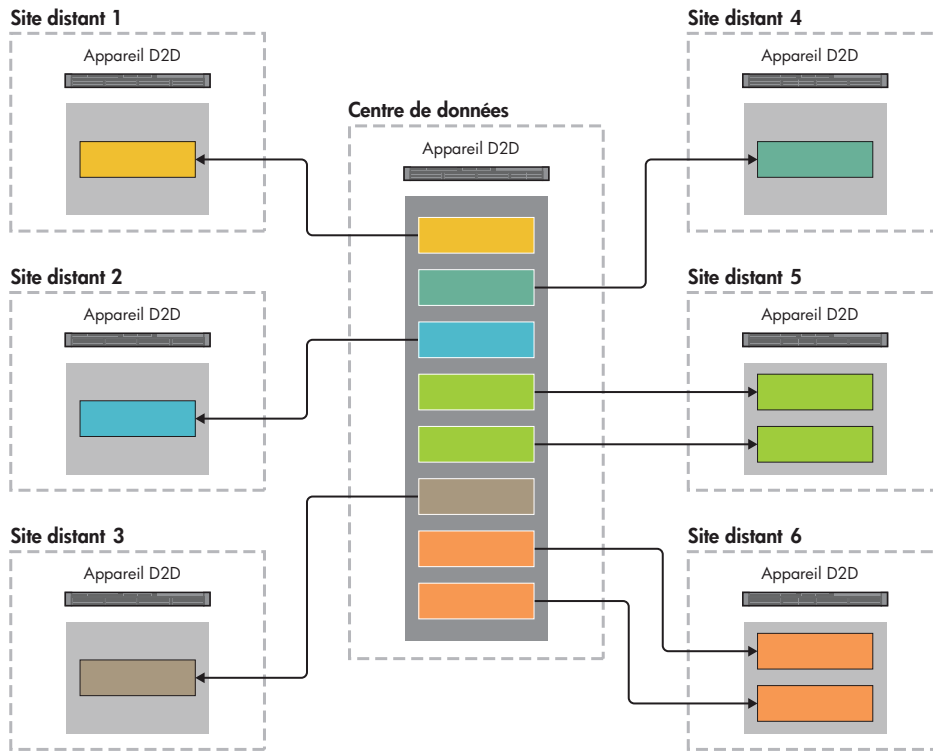 Site distant 1
Appareil D2D
Site distant 4
Appareil D2D
Centre de données
Appareil D2D
Site distant 2
Appareil D2D
Site distant 5
Appareil D2D
Site distant 3
Appareil D2D
Site distant 6
Appareil D2D